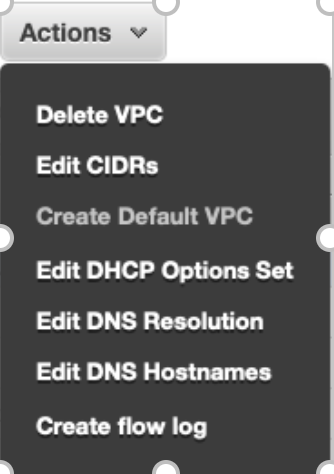 Actions
Delete VPC
Edit CIDRs
Create Default VPC
Edit DHCP Options Set
Edit DNS Resolution
Edit DNS Hostnames
Create flow log